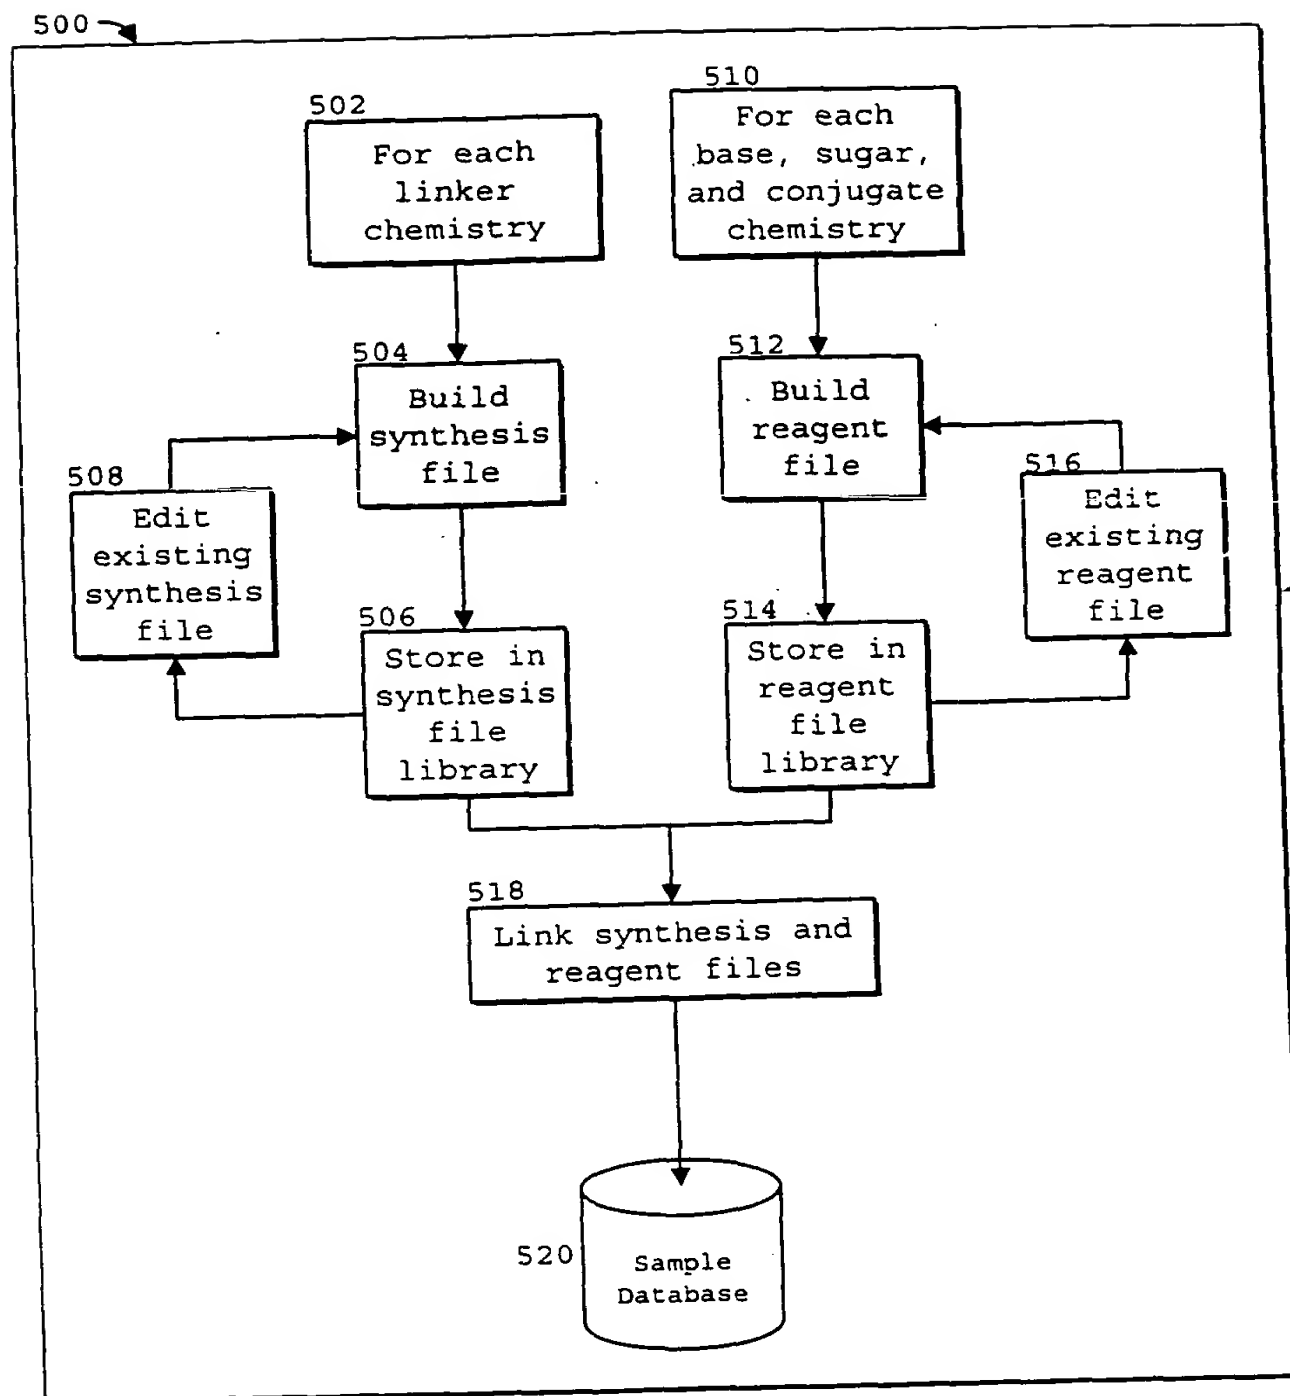 500
502
For each
linker
chemistry
510
For each
base, sugar,
and conjugate
chemistry
504
Build
synthesis
file
512
Build
reagent
file
508
Edit
existing
synthesis
file
516
Edit
existing
reagent
file
506
Store in
synthesis
file
library
514
Store in
reagent
file
library
518
Link synthesis and
reagent files
520
Sample
Database